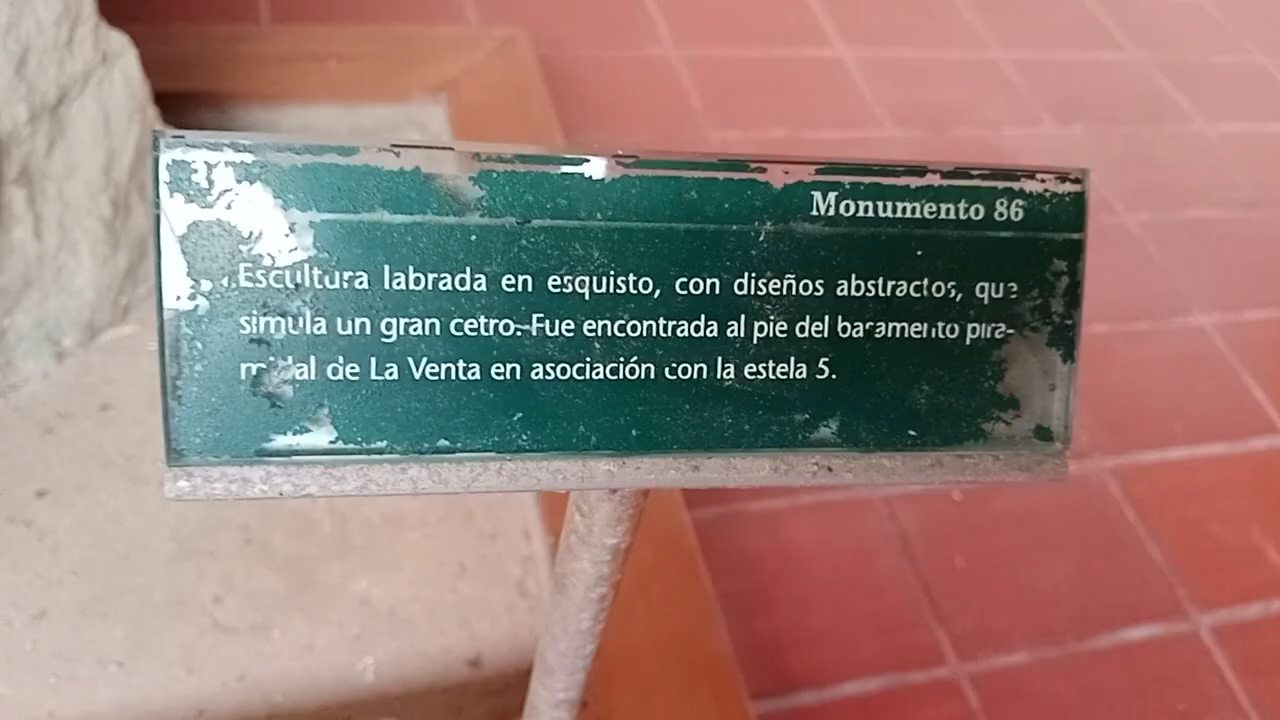 Monumento 86
Escultura labrada en esquisto, con diseños abstractos, que
simula un gran cetro. Fue encontrada al pie del basamento pira-
midal de La Venta en asociación con la estela 5.